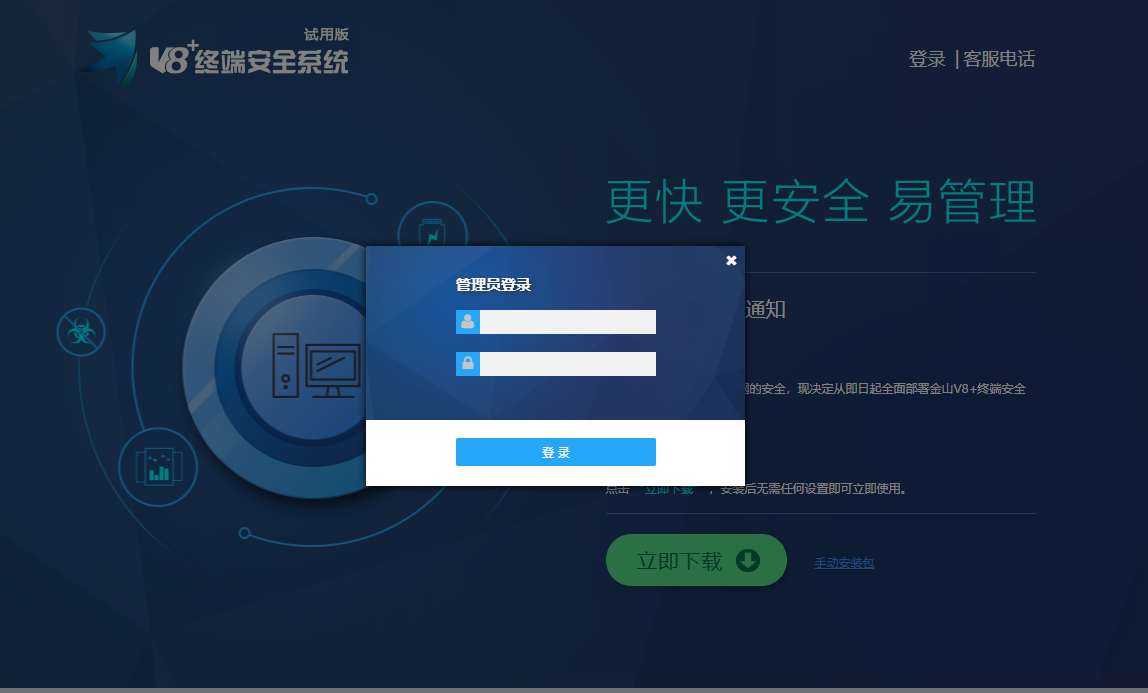 试用版
V8+终端安全系统
登录 | 客服电话
更快 更安全 易管理
管理员登录
通知
的安全，现决定从即日起全面部署金山V8+终端安全
登 录
点击 立即下载 ，安装后无需任何设置即可立即使用。
立即下载
手动安装包